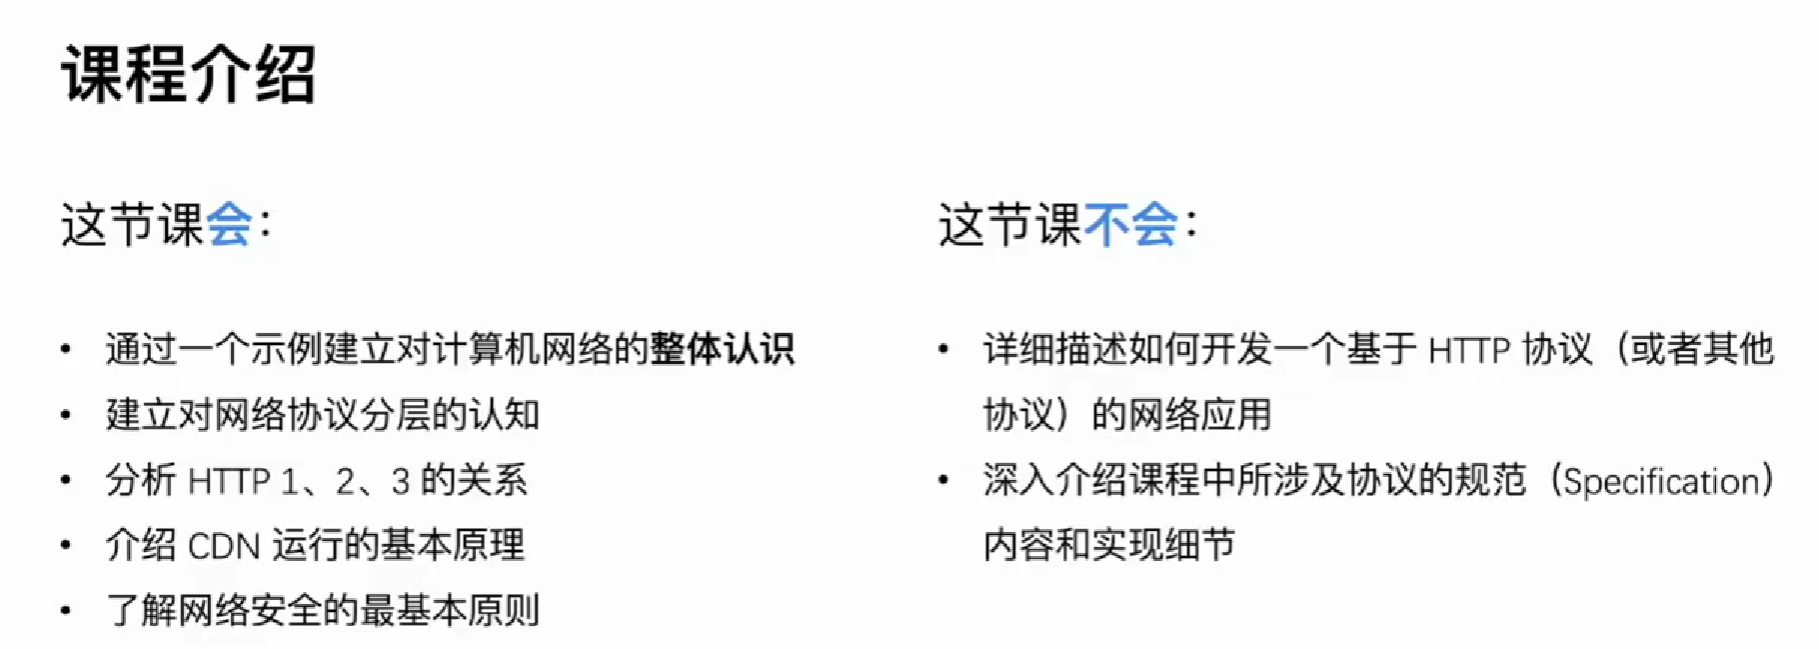 课程介绍
这节课会：
• 通过一个示例建立对计算机网络的整体认识
• 建立对网络协议分层的认知
• 分析 HTTP 1、2、3 的关系
• 介绍 CDN 运行的基本原理
• 了解网络安全的最基本原则
这节课不会：
• 详细描述如何开发一个基于 HTTP 协议（或者其他
协议）的网络应用
• 深入介绍课程中所涉及协议的规范（Specification）
内容和实现细节